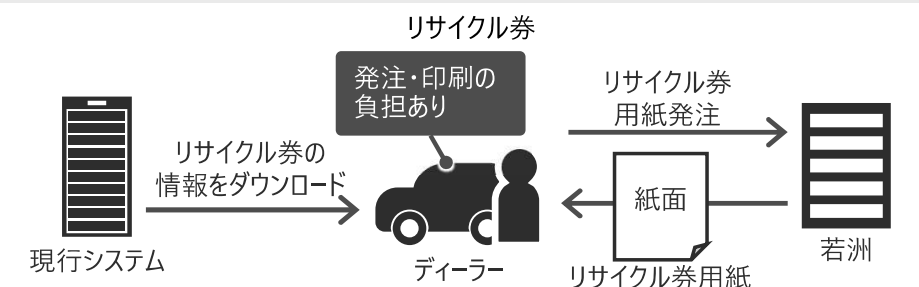 リサイクル券
発注・印刷の
負担あり
リサイクル券の
情報をダウンロード
現行システム
ディーラー
リサイクル券
用紙発注
紙面
リサイクル券用紙
若洲